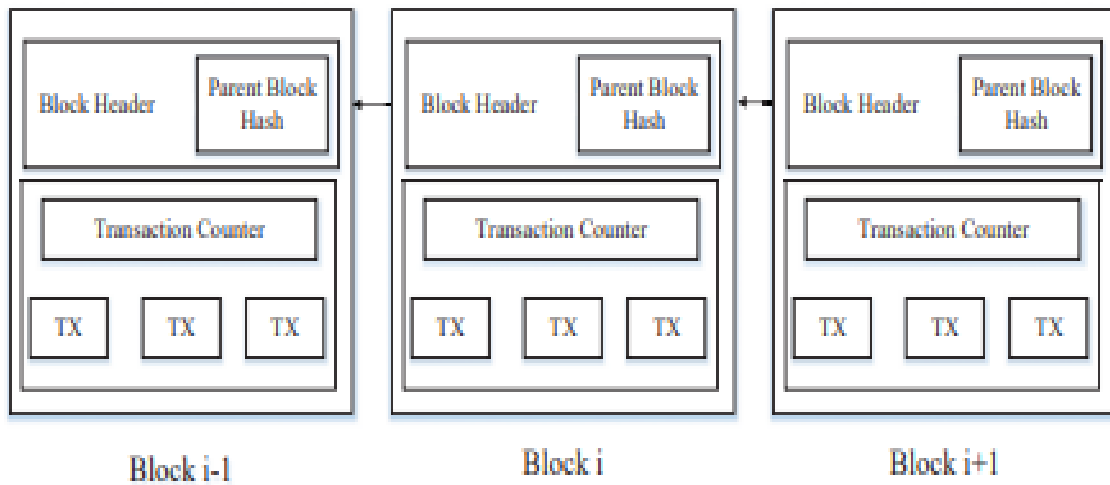 Block Header
Parent Block
Hash
Transaction Counter
TX TX TX
Block i-1
Block Header
Parent Block
Hash
Transaction Counter
TX TX TX
Block i
Block Header
Parent Block
Hash
Transaction Counter
TX TX TX
Block i+1